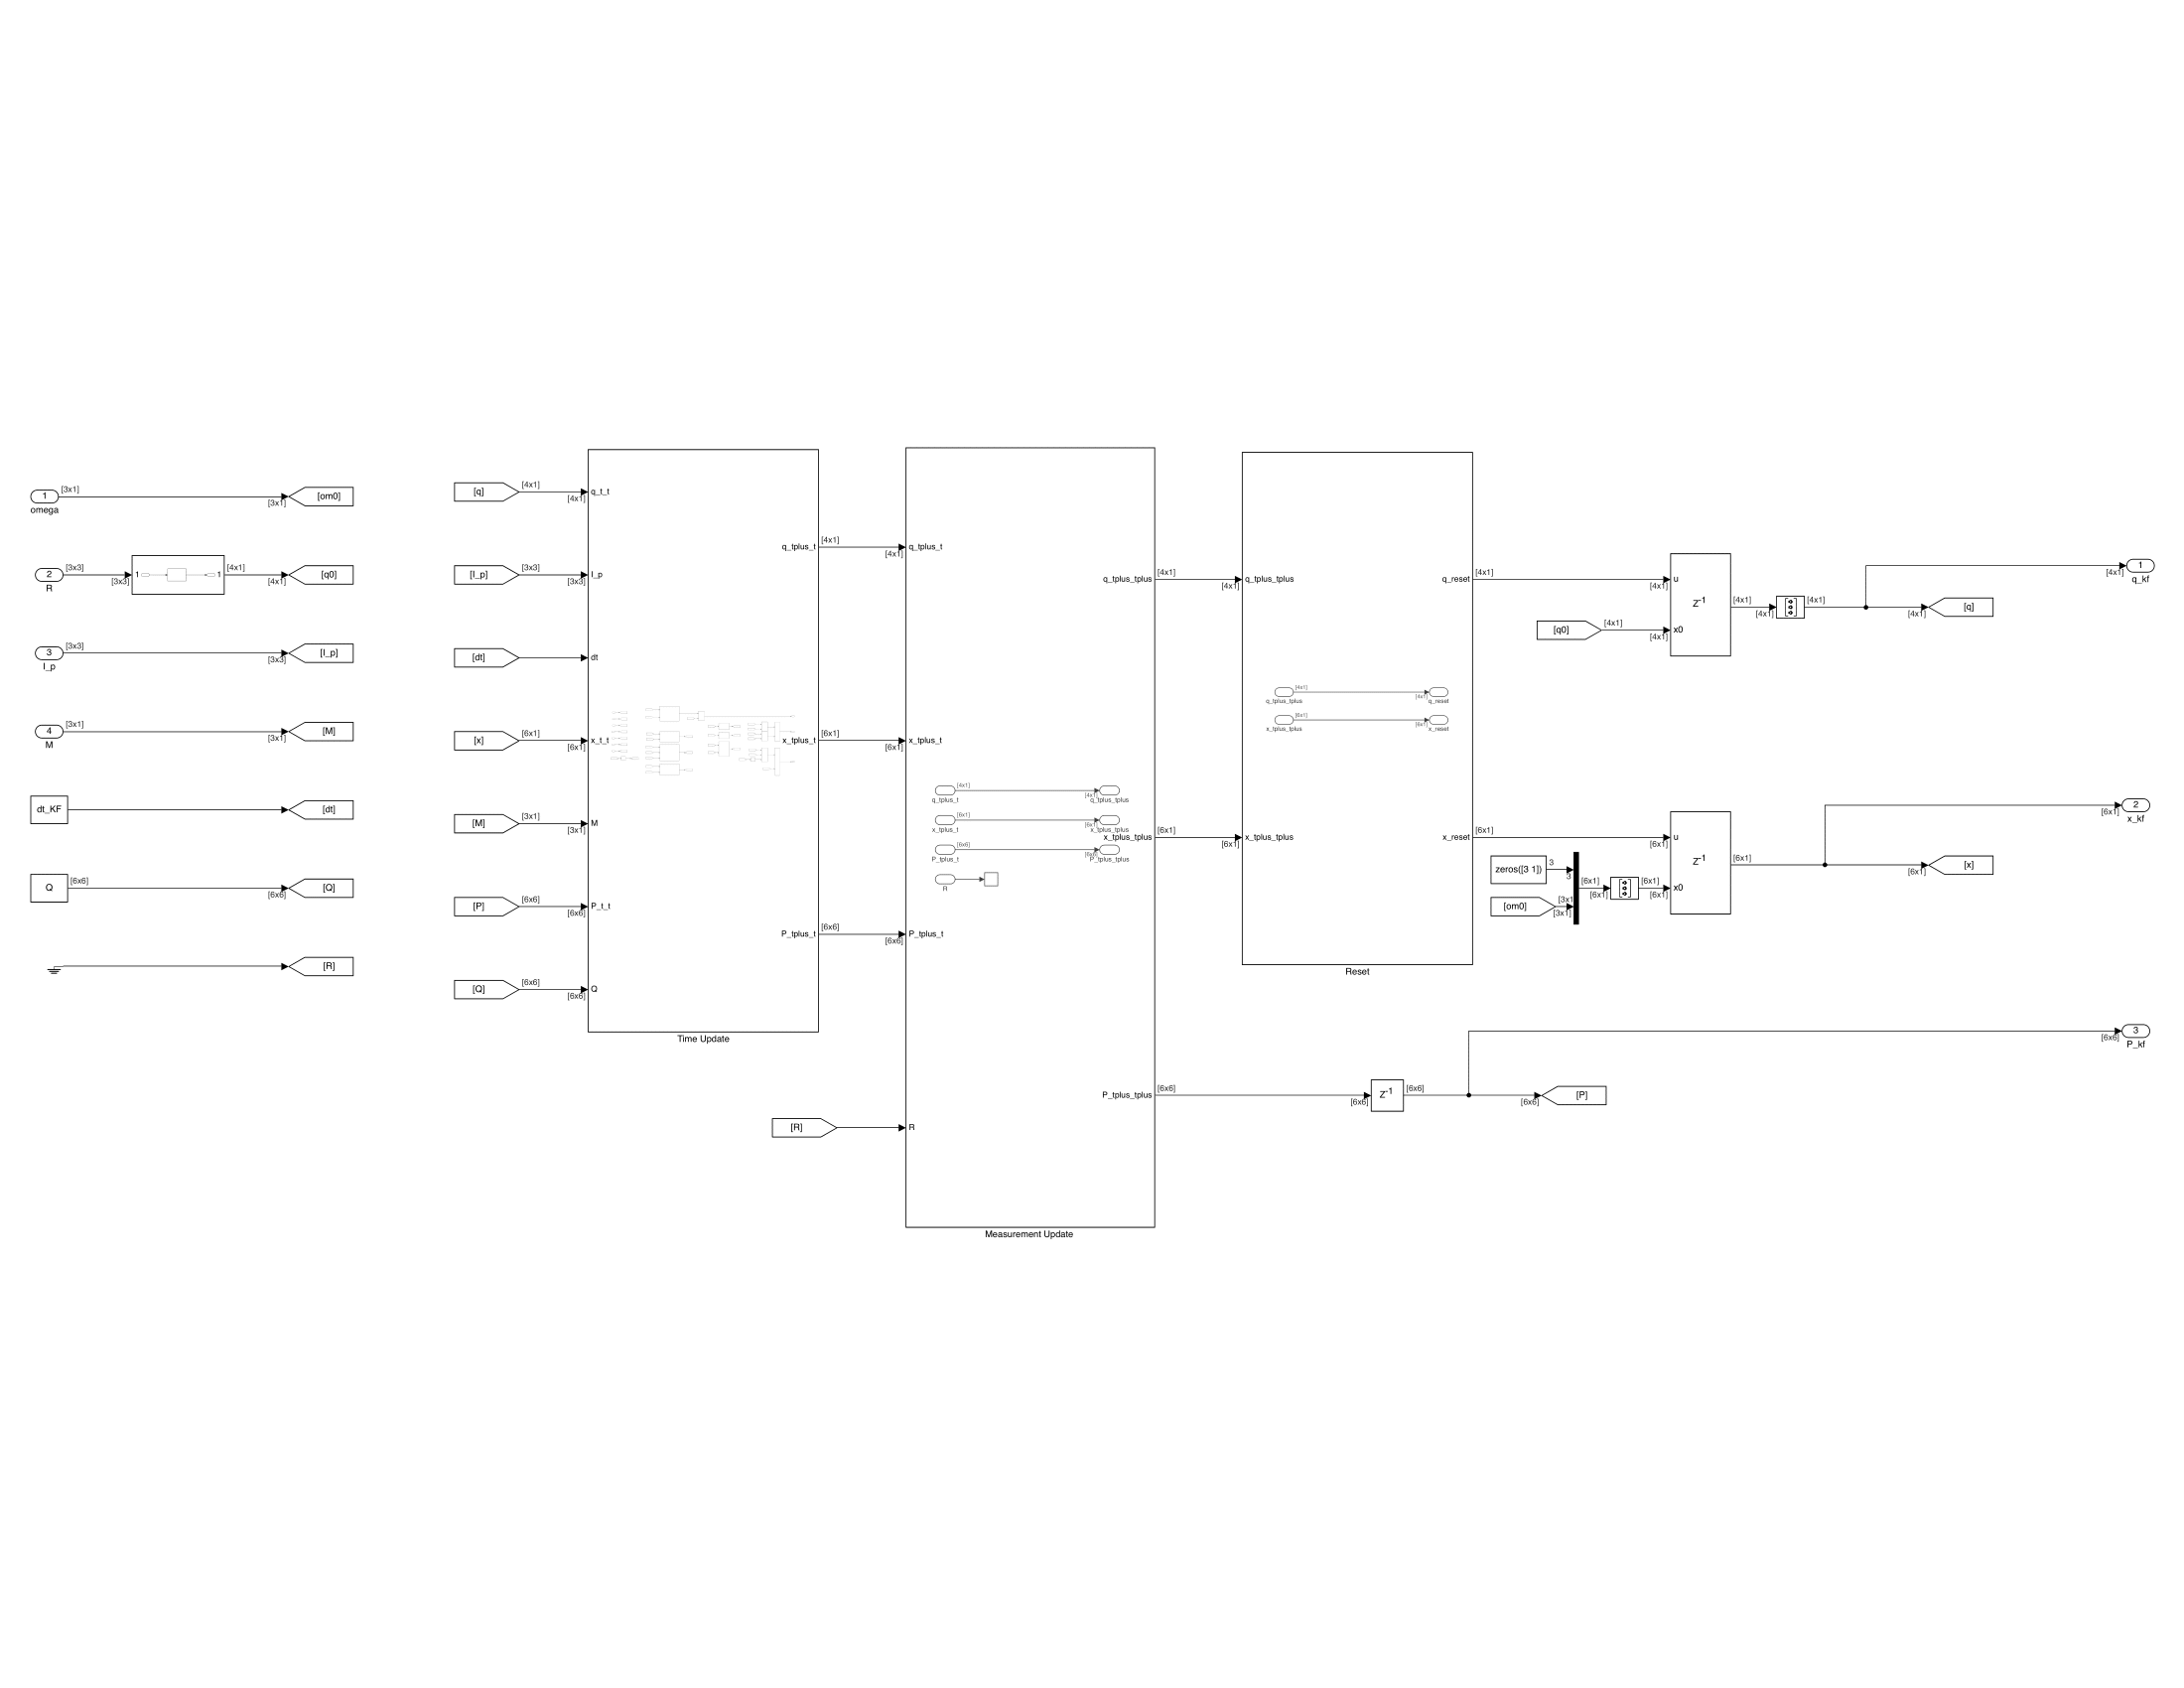 1
[3x1]
[3x1]
[om0]
omega
2
[3x3]
[3x3]
1
1
[4x1]
[4x1]
[q0]
R
3
[3x3]
[3x3]
[I_p]
I_p
4
[3x1]
[3x1]
[M]
M
dt_KF
[dt]
Q
[6x6]
[6x6]
[Q]
[R]
[q]
[4x1]
[4x1]
q_t_t
[I_p]
[3x3]
[3x3]
I_p
[dt]
dt
[x]
[6x1]
[6x1]
x_t_t
[M]
[3x1]
[3x1]
M
[P]
[6x6]
[6x6]
P_t_t
[Q]
[6x6]
[6x6]
Q
q_tplus_t
x_tplus_t
P_tplus_t
Time Update
[4x1]
[4x1]
q_tplus_t
[6x1]
[6x1]
x_tplus_t
[6x6]
[6x6]
P_tplus_t
[R]
R
q_tplus_t
[4x1]
[4x1]
q_tplus_tplus
x_tplus_t
[6x1]
[6x1]
x_tplus_tplus
P_tplus_t
[6x6]
[6x6]
P_tplus_tplus
R
q_tplus_tplus
x_tplus_tplus
P_tplus_tplus
Measurement Update
[4x1]
[4x1]
q_tplus_tplus
[6x1]
[6x1]
x_tplus_tplus
q_tplus_tplus
[4x1]
[4x1]
q_reset
x_tplus_tplus
[6x1]
[6x1]
x_reset
q_reset
x_reset
Reset
[4x1]
[4x1]
u
Z-1
x0
[q0]
[4x1]
[4x1]
[4x1]
[4x1]
[4x1]
[4x1]
[q]
[4x1]
1
q_kf
[6x1]
[6x1]
u
Z-1
x0
zeros([3 1])
3
3
[om0]
[3x1]
[3x1]
[6x1]
[6x1]
[6x1]
[6x1]
[6x1]
[6x1]
[x]
[6x1]
2
x_kf
[6x6]
[6x6]
Z-1
[6x6]
[6x6]
[P]
[6x6]
3
P_kf